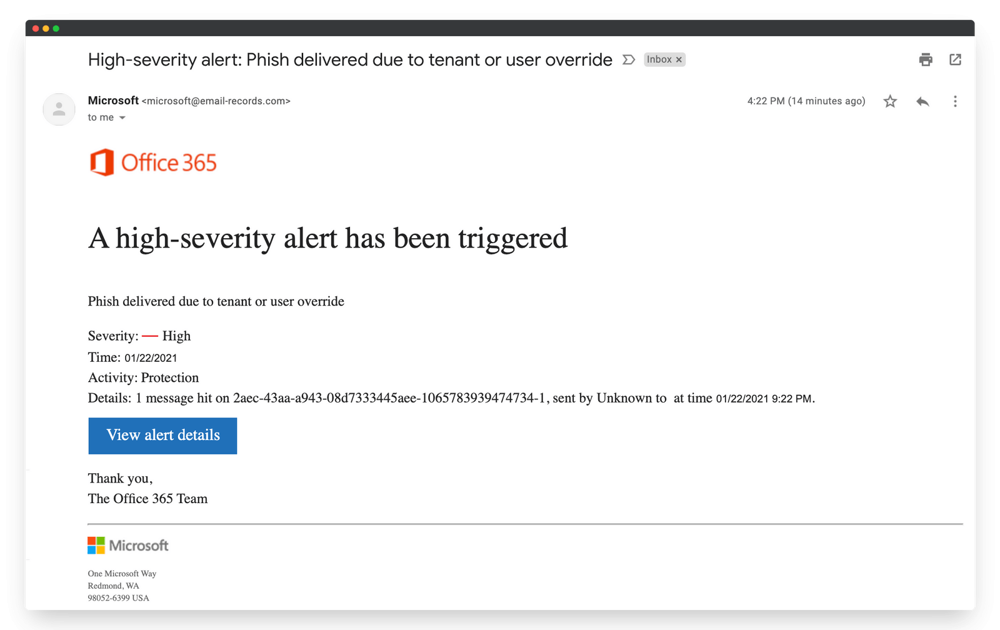 High-severity alert: Phish delivered due to tenant or user override
Inbox ×
Microsoft <microsoft@email-records.com>
4:22 PM (14 minutes ago)
to me
Office 365
A high-severity alert has been triggered
Phish delivered due to tenant or user override
Severity: — High
Time: 01/22/2021
Activity: Protection
Details: 1 message hit on 2aec-43aa-a943-08d7333445aee-1065783939474734-1, sent by Unknown to  at time 01/22/2021 9:22 PM.
View alert details
Thank you,
The Office 365 Team
Microsoft
One Microsoft Way
Redmond, WA
98052-6399 USA